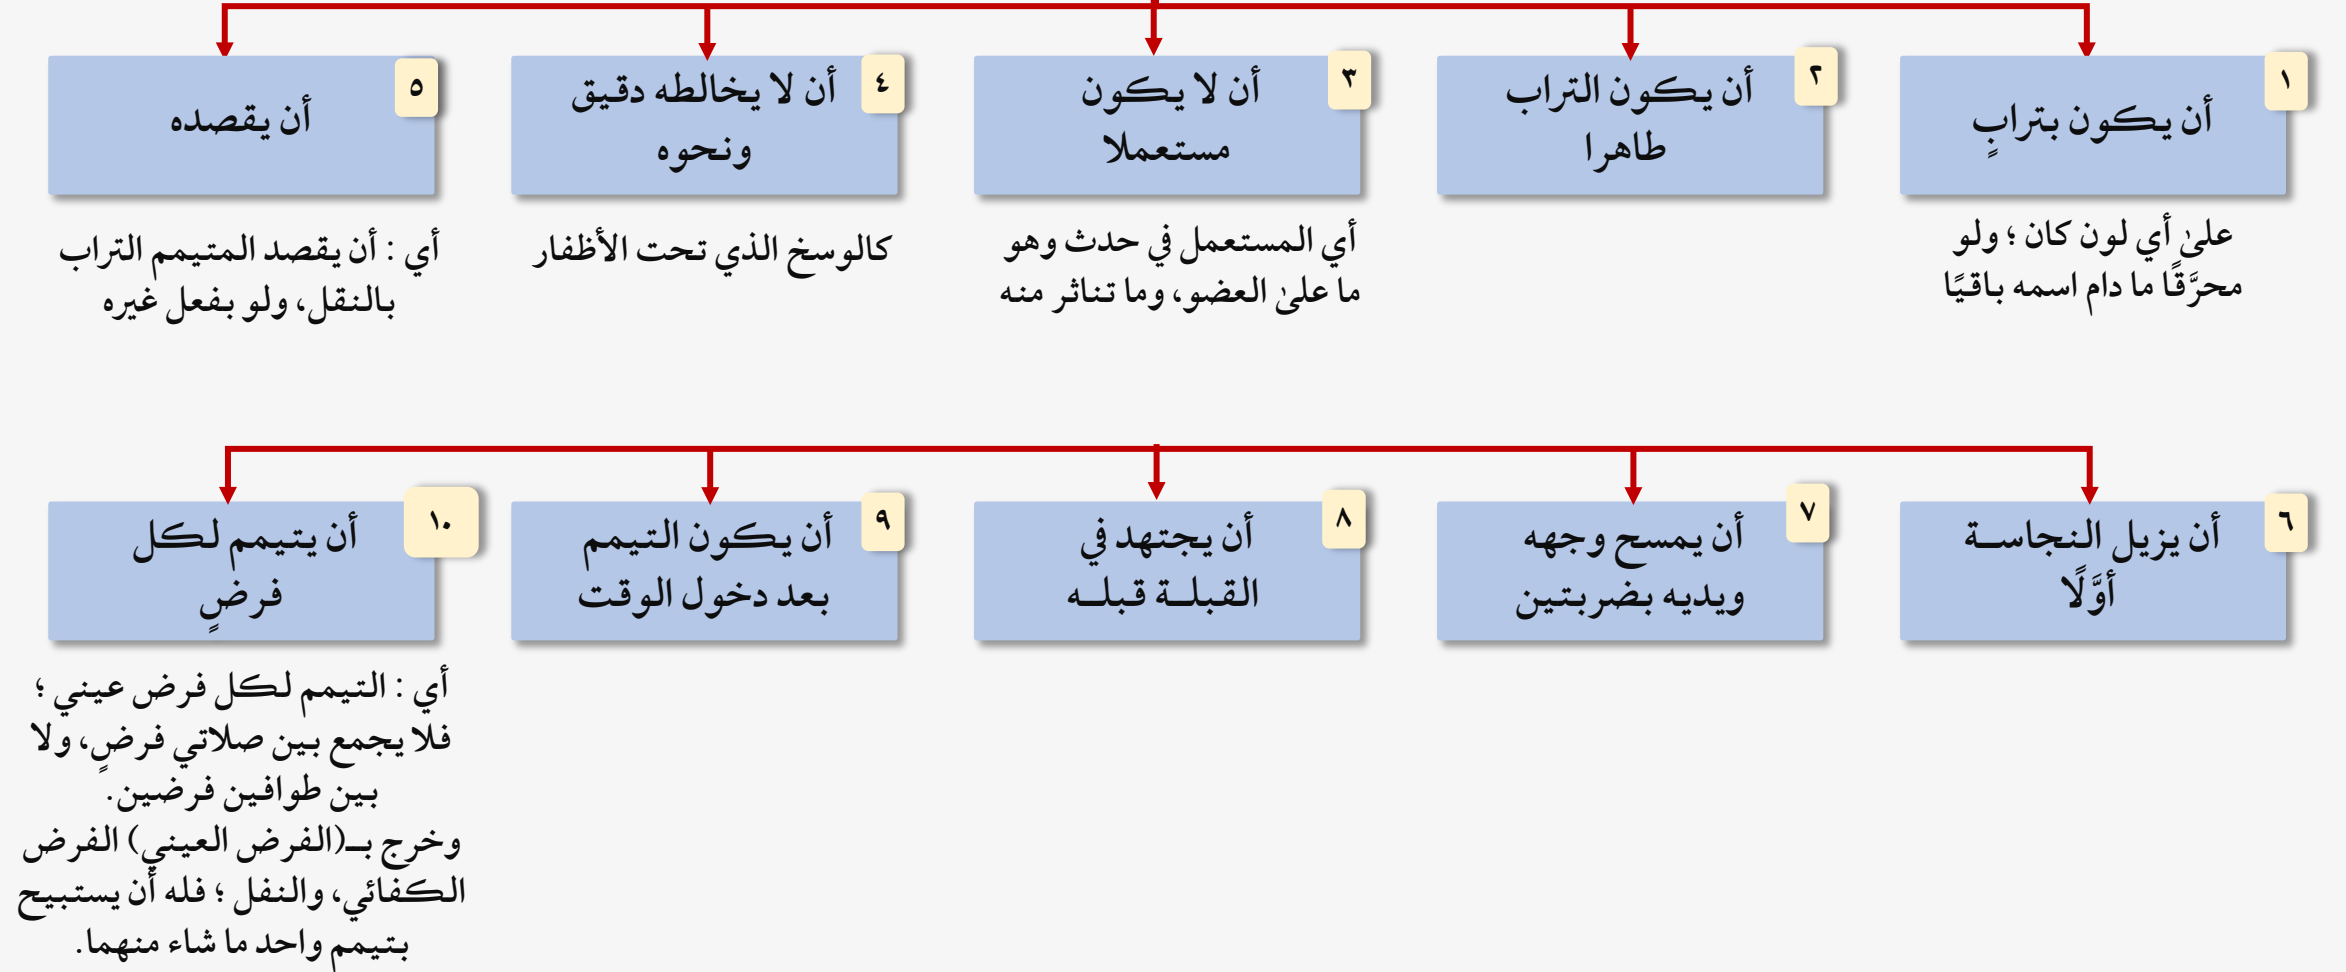 ١
أن يكون بترابٍ
علىٰ أي لون كان ؛ ولو
محرَّقًا ما دام اسمه باقيًا
٢
أن يكون التراب
طاهرا
٣
أن لا يكون
مستعملا
أي المستعمل في حدث وهو
ما علىٰ العضو، وما تناثر منه
٤
أن لا يخالطه دقيق
ونحوه
كالوسخ الذي تحت الأظفار
٥
أن يقصده
أي : أن يقصد المتيمم التراب
بالنقل، ولو بفعل غيره
٦
أن يزيل النجاســة
أوَّلًا
٧
أن يمسح وجهه
ويديه بضربتين
٨
أن يجتهد في
القبلــة قبلــه
٩
أن يكون التيمم
بعد دخول الوقت
١٠
أن يتيمم لكل
فرضٍ
أي : التيمم لكل فرض عيني ؛
فلا يجمع بين صلاتي فرضٍ، ولا
بين طوافين فرضين.
وخرج بــ(الفرض العيني) الفرض
الكفائي، والنفل ؛ فله أن يستبيح
بتيمم واحد ما شاء منهما.